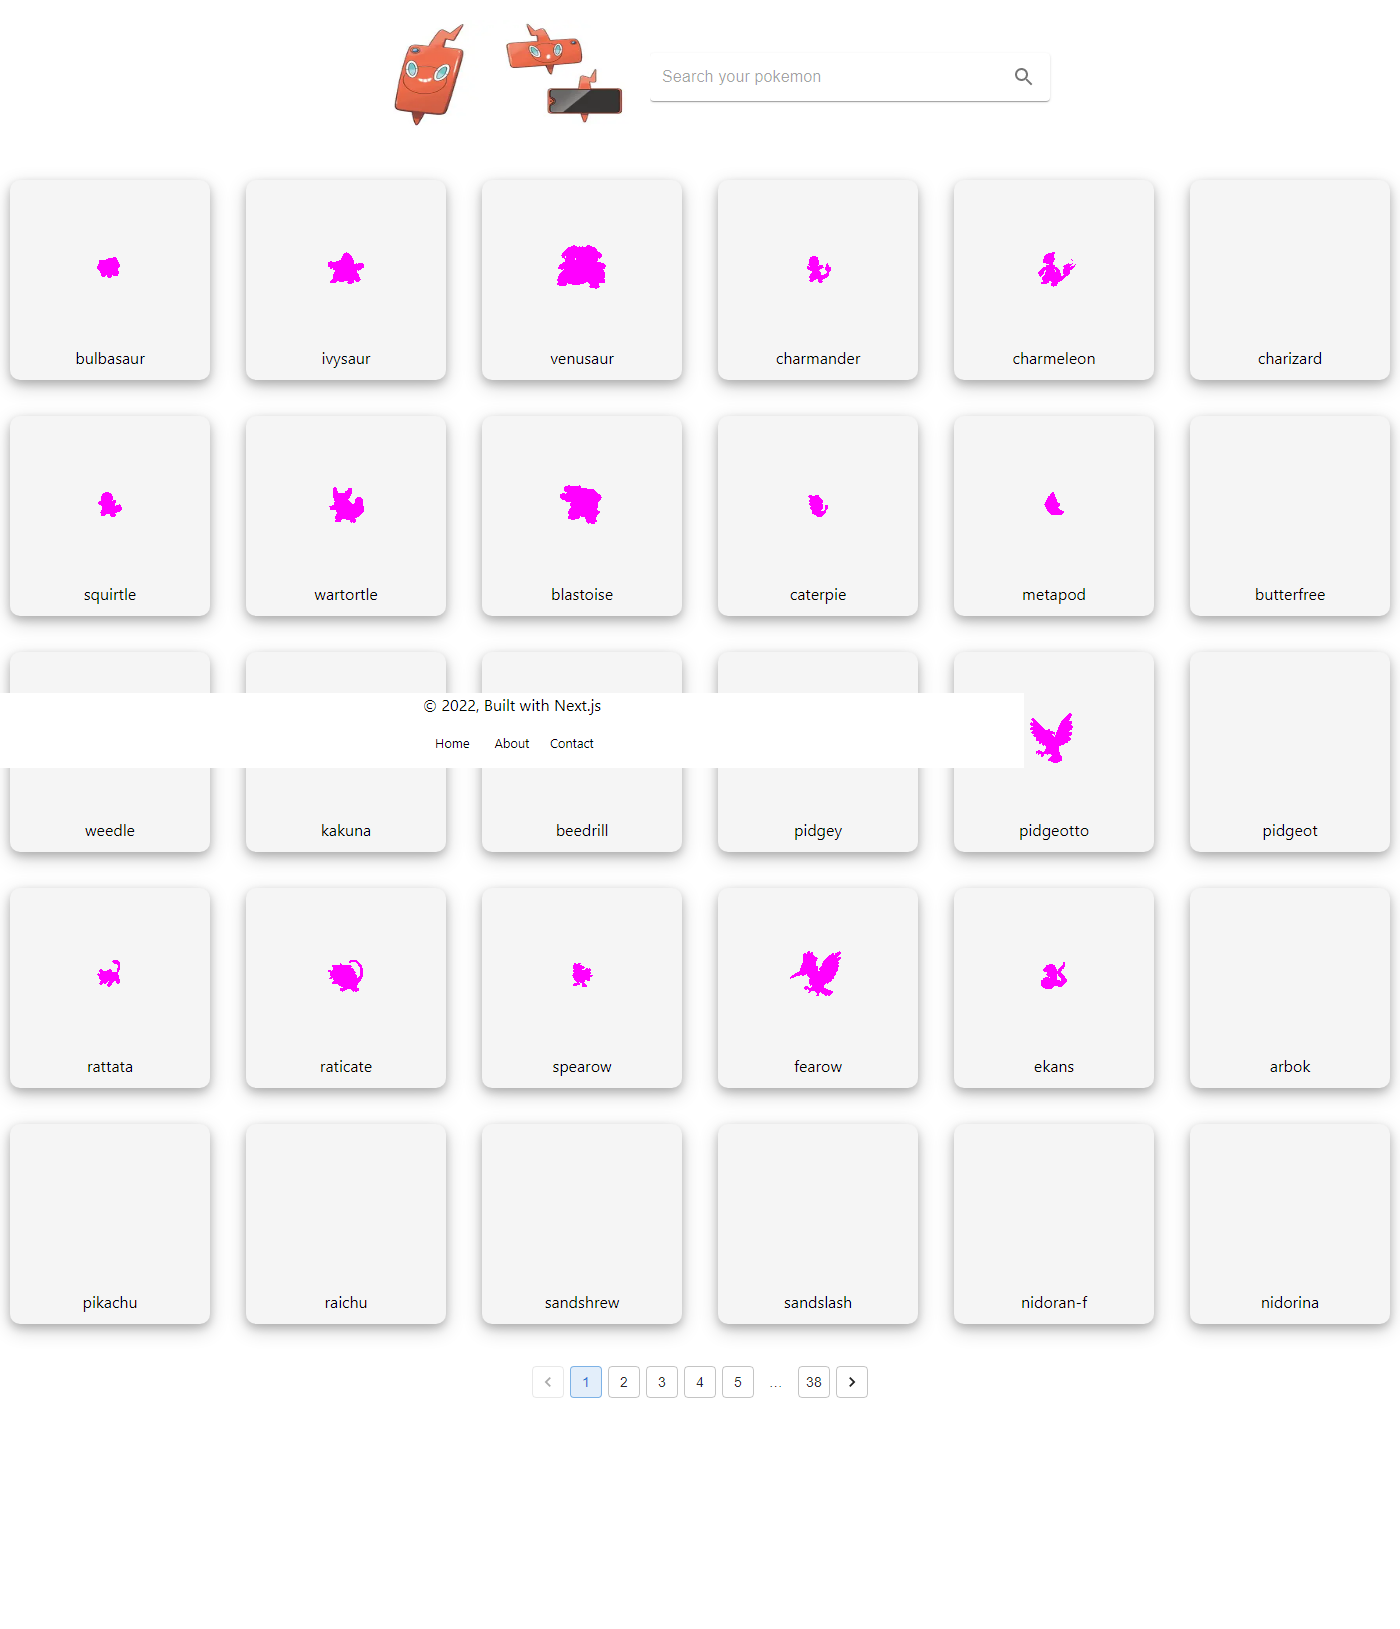 Search your pokemon
bulbasaur
ivysaur
venusaur
charmander
charmeleon
charizard
squirtle
wartortle
blastoise
caterpie
metapod
butterfree
© 2022, Built with Next.js
Home About Contact
weedle
kakuna
beedrill
pidgey
pidgeotto
pidgeot
rattata
raticate
spearow
fearow
ekans
arbok
pikachu
raichu
sandshrew
sandslash
nidoran-f
nidorina
1 2 3 4 5 ... 38